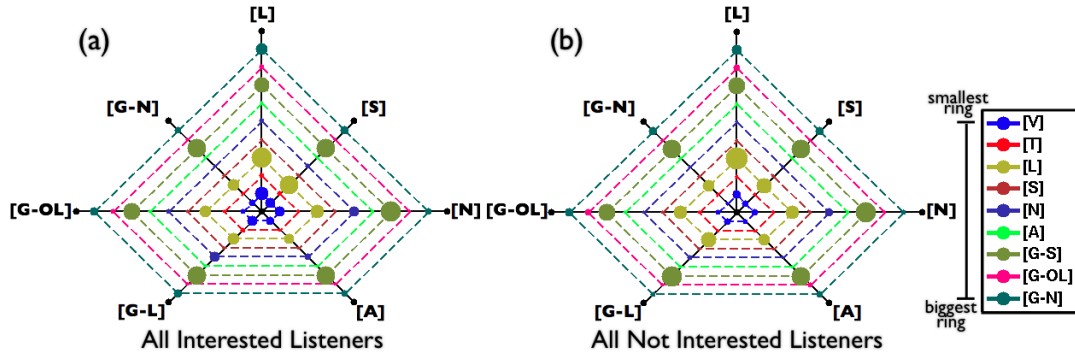 (a)
[L]
[G-N]
[S]
[G-OL]
[N]
[G-L]
[A]
All Interested Listeners
(b)
[L]
[G-N]
[S]
[G-OL]
[N]
[G-L]
[A]
All Not Interested Listeners
smallest
ring
[V]
[T]
[L]
[S]
[N]
[A]
[G-S]
[G-OL]
[G-N]
biggest
ring